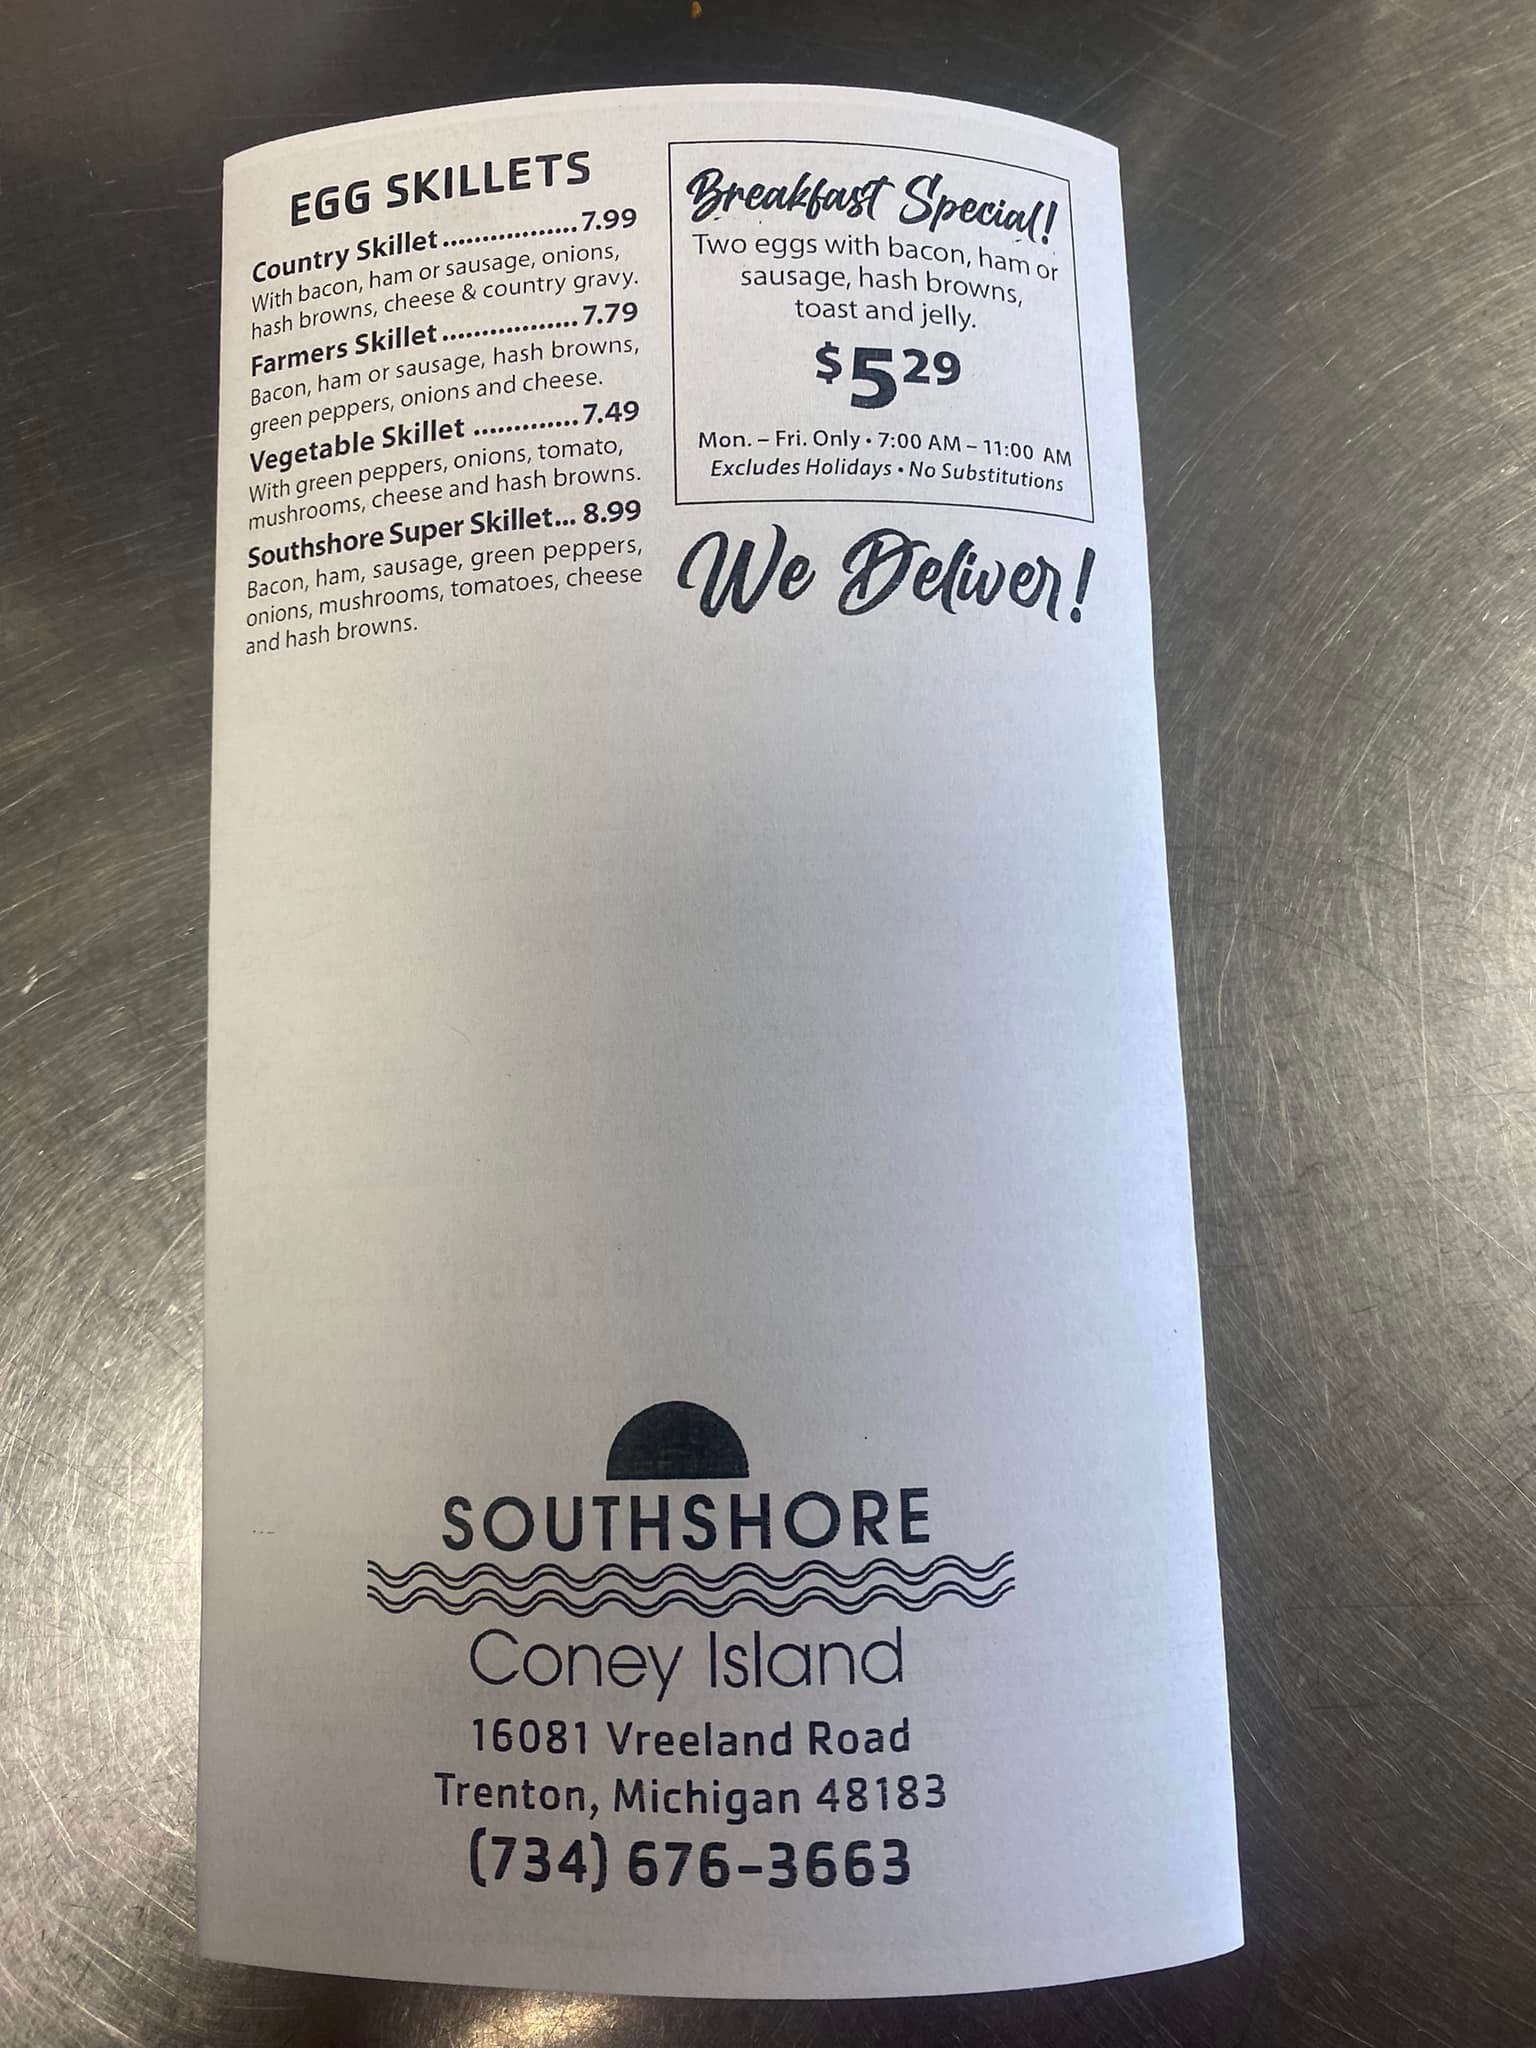 EGG SKILLETS
Country Skillet.................7.99
With bacon, ham or sausage, onions,
hash browns, cheese & country gravy.
Farmers Skillet.................7.79
Bacon, ham or sausage, hash browns,
green peppers, onions and cheese.
Vegetable Skillet .............7.49
With green peppers, onions, tomato,
mushrooms, cheese and hash browns.
Southshore Super Skillet... 8.99
Bacon, ham, sausage, green peppers,
onions, mushrooms, tomatoes, cheese
and hash browns.
Breakfast Special!
Two eggs with bacon, ham or
sausage, hash browns,
toast and jelly.
$5 29
Mon. – Fri. Only • 7:00 AM – 11:00 AM
Excludes Holidays • No Substitutions
We Deliver!
SOUTHSHORE
Coney Island
16081 Vreeland Road
Trenton, Michigan 48183
(734) 676-3663